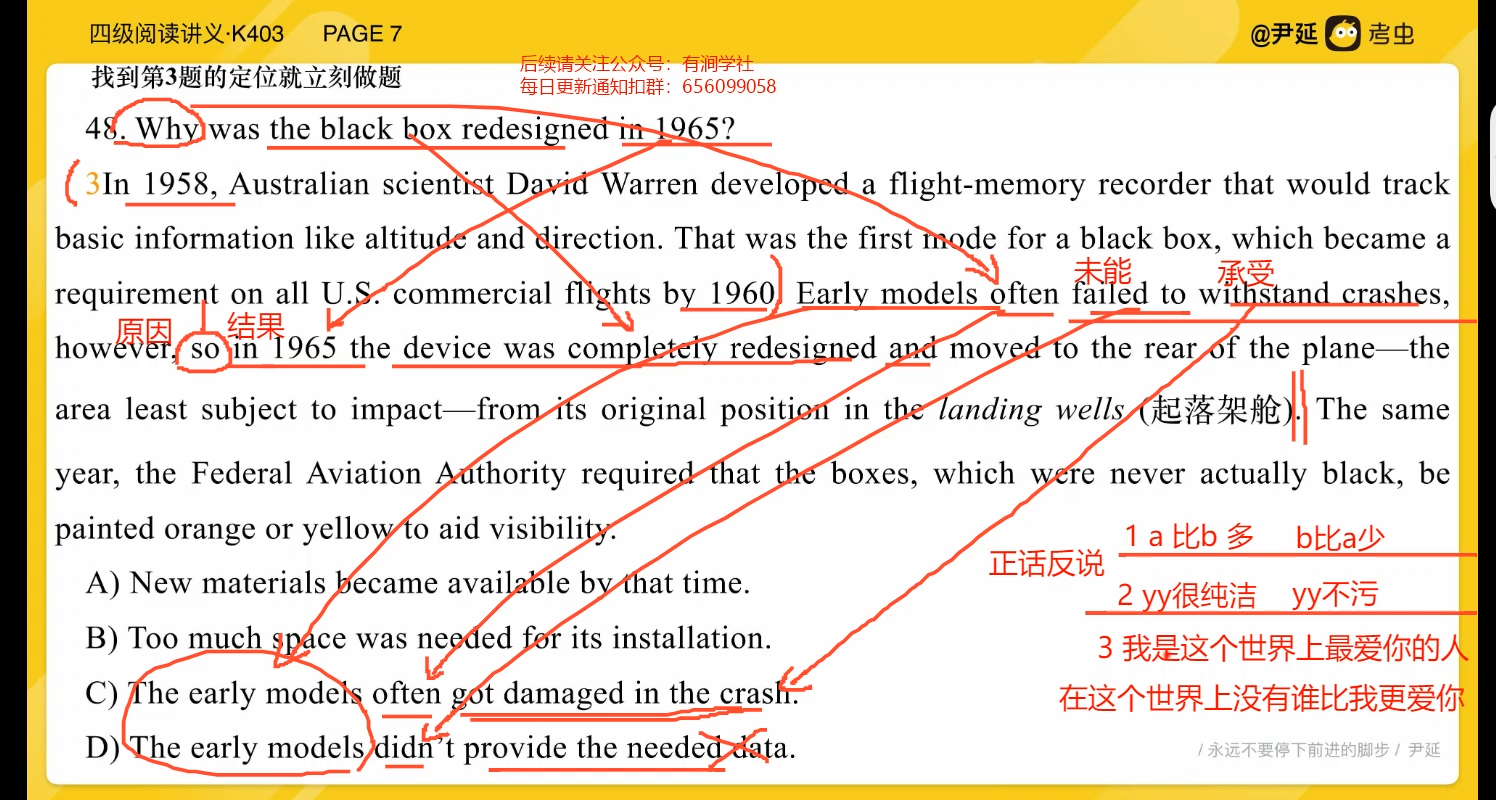 四级阅读讲义·K403 PAGE 7
@尹延 考虫
找到第3题的定位就立刻做题
后续请关注公众号：有涧学社
每日更新通知扣群：656099058
48. Why was the black box redesigned in 1965?
3In 1958, Australian scientist David Warren developed a flight-memory recorder that would track
basic information like altitude and direction. That was the first mode for a black box, which became a
未能 承受
requirement on all U.S. commercial flights by 1960. Early models often failed to withstand crashes,
原因 结果
however, so in 1965 the device was completely redesigned and moved to the rear of the plane—the
area least subject to impact—from its original position in the landing wells (起落架舱). The same
year, the Federal Aviation Authority required that the boxes, which were never actually black, be
painted orange or yellow to aid visibility.
A) New materials became available by that time.
B) Too much space was needed for its installation.
C) The early models often got damaged in the crash.
D) The early models didn't provide the needed data.
正话反说
1 a 比b 多 b比a少
2 yy很纯洁 yy不污
3 我是这个世界上最爱你的人
在这个世界上没有谁比我更爱你
/ 永远不要停下前进的脚步 / 尹延